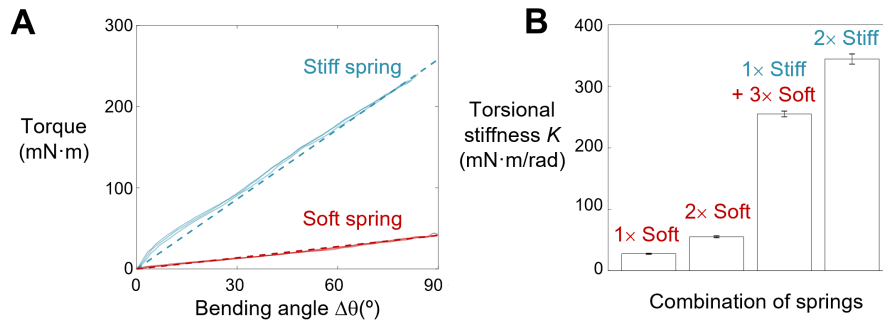 A
300
200
100
0
Torque
(mN·m)
Stiff spring
Soft spring
0
30
60
90
Bending angle Δθ(º)
B
400
300
200
100
0
Torsional
stiffness K
(mN·m/rad)
1× Soft
2× Soft
1× Stiff
+ 3× Soft
2× Stiff
Combination of springs